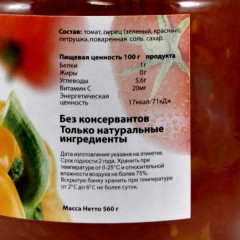 Состав: томат, перец (зеленый, красный)
петрушка, поваренная соль, сахар.
Пищевая ценность 100 г продукта
Белки 1г
Жиры 0г
Углеводы 5,6г
Витамин С 20мг
Энергетическая
ценность 17ккал/71кДж
Без консервантов
Только натуральные
ингредиенты
Дата изготовления указана на этикетке.
Срок годности 2 года. Хранить при
температуре от 0-25°С и относительной
влажности воздуха не более 75%.
Вскрытую банку хранить при температуре
от 2°С до 6°С не более суток.
Масса Нетто 560 г